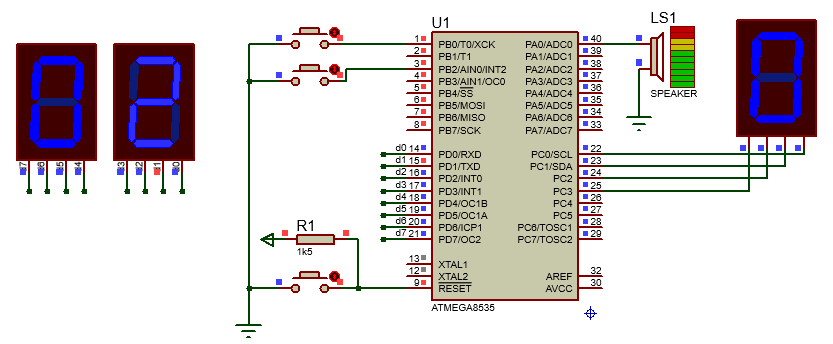 U1
LS1
1 PB0/T0/XCK PA0/ADC0 40
2 PB1/T1 PA1/ADC1 39
3 PB2/AIN0/INT2 PA2/ADC2 38
4 PB3/AIN1/OC0 PA3/ADC3 37
5 PB4/SS PA4/ADC4 36
6 PB5/MOSI PA5/ADC5 35
7 PB6/MISO PA6/ADC6 34
8 PB7/SCK PA7/ADC7 33
SPEAKER
d0 14 PD0/RXD PC0/SCL 22
d1 15 PD1/TXD PC1/SDA 23
d2 16 PD2/INT0 PC2 24
d3 17 PD3/INT1 PC3 25
d4 18 PD4/OC1B PC4 26
d5 19 PD5/OC1A PC5 27
d6 20 PD6/ICP1 PC6/TOSC1 28
d7 21 PD7/OC2 PC7/TOSC2 29
d7 d6 d5 d4 d3 d2 d1 d0
R1
1k5
13 XTAL1
12 XTAL2 AREF 32
9 RESET AVCC 30
ATMEGA8535